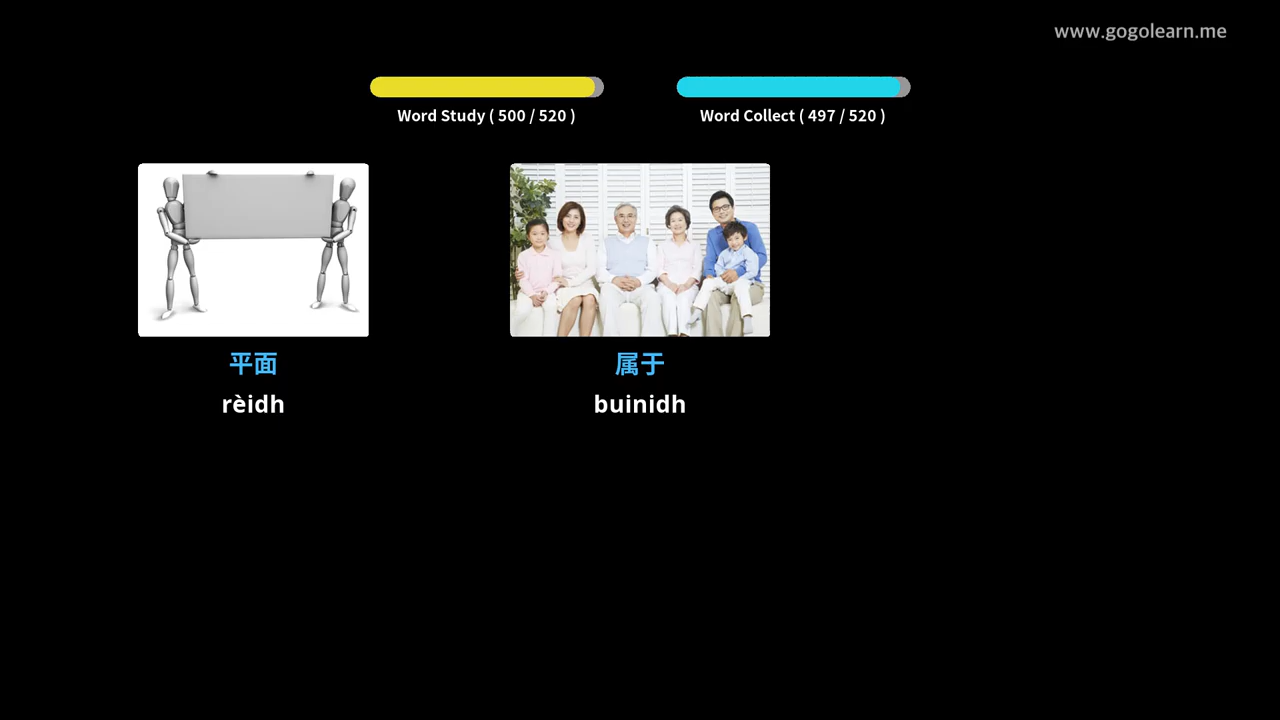 www.gogolearn.me
Word Study ( 500 / 520 )
Word Collect ( 497 / 520 )
平面
rèidh
属于
buinidh